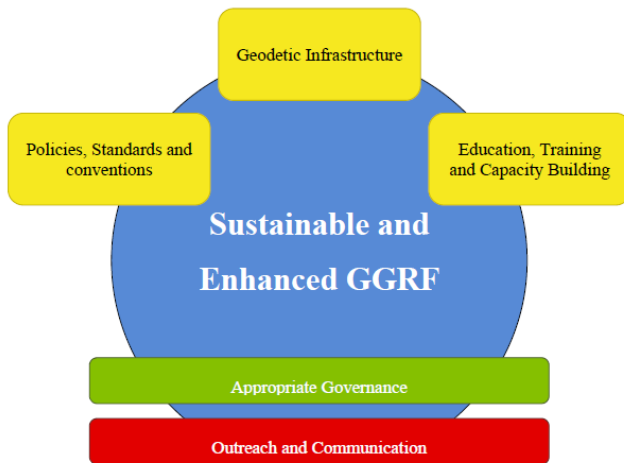 Geodetic Infrastructure
Policies, Standards and
conventions
Education, Training
and Capacity Building
Sustainable and
Enhanced GGRF
Appropriate Governance
Outreach and Communication